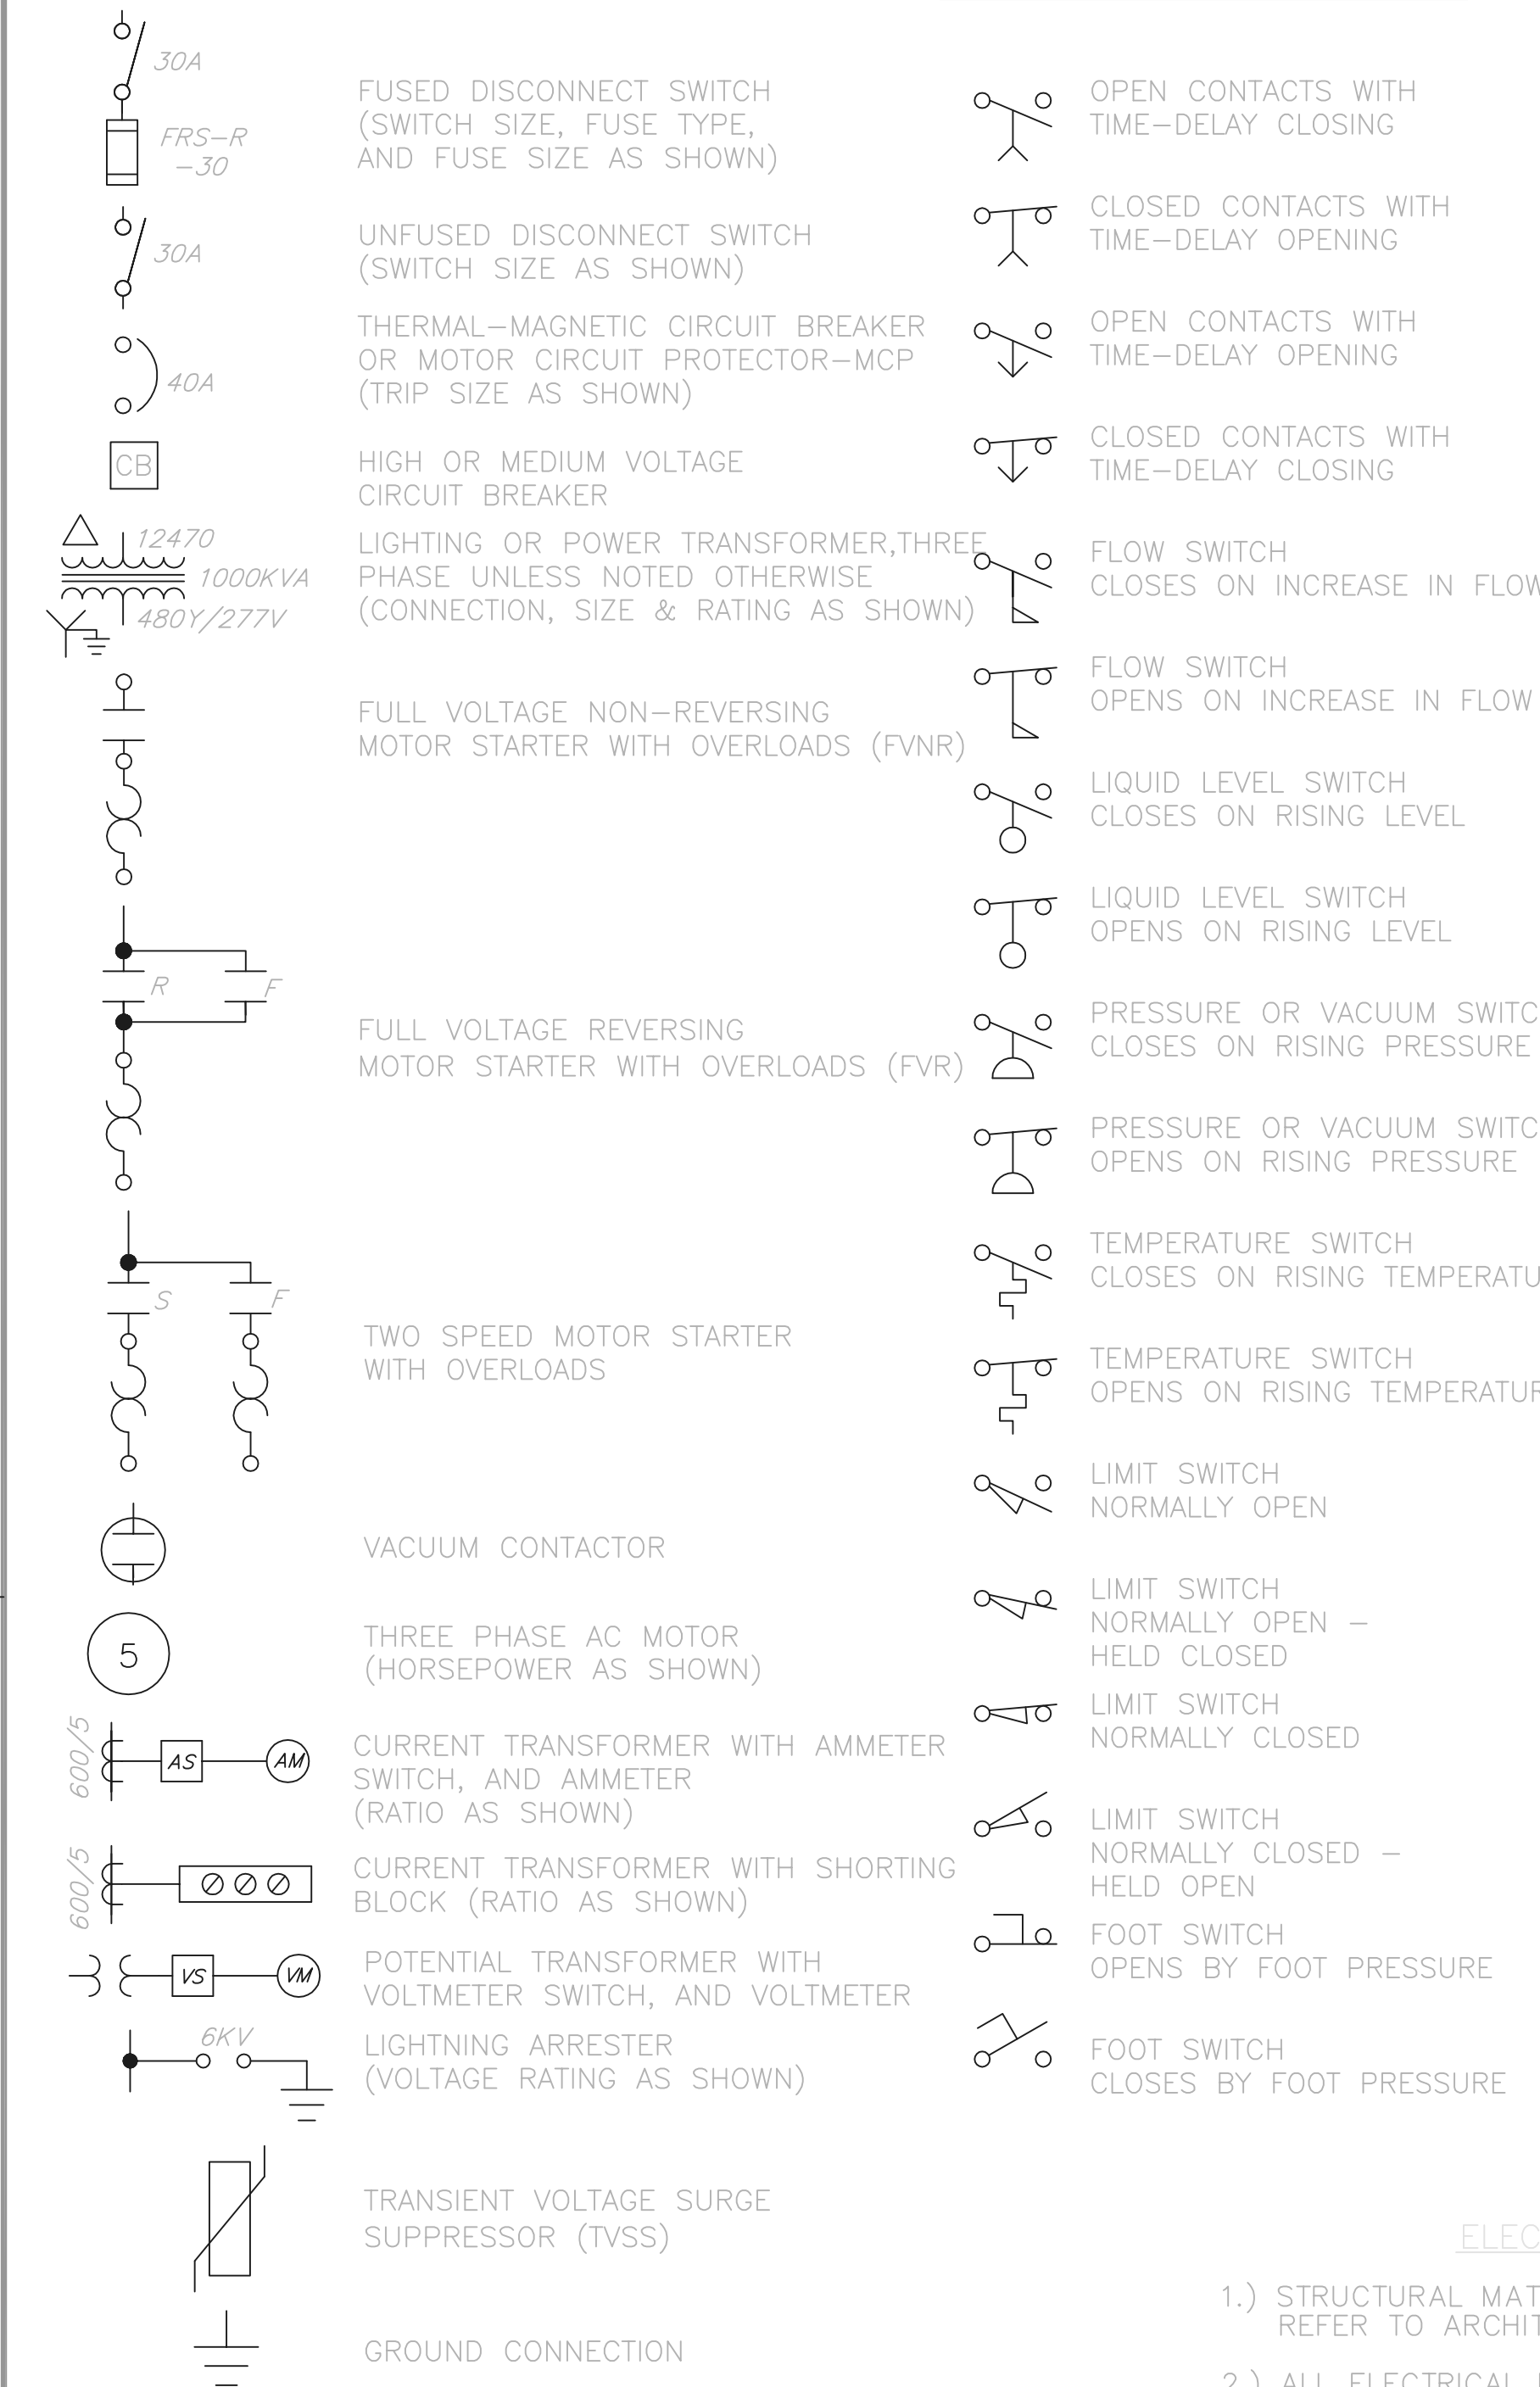 30A
FRS-R
-30
FUSED DISCONNECT SWITCH
(SWITCH SIZE, FUSE TYPE,
AND FUSE SIZE AS SHOWN)
30A
UNFUSED DISCONNECT SWITCH
(SWITCH SIZE AS SHOWN)
40A
THERMAL-MAGNETIC CIRCUIT BREAKER
OR MOTOR CIRCUIT PROTECTOR-MCP
(TRIP SIZE AS SHOWN)
CB
HIGH OR MEDIUM VOLTAGE
CIRCUIT BREAKER
12470
1000KVA
480Y/277V
LIGHTING OR POWER TRANSFORMER,THREE
PHASE UNLESS NOTED OTHERWISE
(CONNECTION, SIZE & RATING AS SHOWN)
FULL VOLTAGE NON-REVERSING
MOTOR STARTER WITH OVERLOADS (FVNR)
R
F
FULL VOLTAGE REVERSING
MOTOR STARTER WITH OVERLOADS (FVR)
S
F
TWO SPEED MOTOR STARTER
WITH OVERLOADS
VACUUM CONTACTOR
5
THREE PHASE AC MOTOR
(HORSEPOWER AS SHOWN)
600/5
AS
AM
CURRENT TRANSFORMER WITH AMMETER
SWITCH, AND AMMETER
(RATIO AS SHOWN)
600/5
CURRENT TRANSFORMER WITH SHORTING
BLOCK (RATIO AS SHOWN)
VS
VM
POTENTIAL TRANSFORMER WITH
VOLTMETER SWITCH, AND VOLTMETER
6KV
LIGHTNING ARRESTER
(VOLTAGE RATING AS SHOWN)
TRANSIENT VOLTAGE SURGE
SUPPRESSOR (TVSS)
GROUND CONNECTION
OPEN CONTACTS WITH
TIME-DELAY CLOSING
CLOSED CONTACTS WITH
TIME-DELAY OPENING
OPEN CONTACTS WITH
TIME-DELAY OPENING
CLOSED CONTACTS WITH
TIME-DELAY CLOSING
FLOW SWITCH
CLOSES ON INCREASE IN FLOW
FLOW SWITCH
OPENS ON INCREASE IN FLOW
LIQUID LEVEL SWITCH
CLOSES ON RISING LEVEL
LIQUID LEVEL SWITCH
OPENS ON RISING LEVEL
PRESSURE OR VACUUM SWITC
CLOSES ON RISING PRESSURE
PRESSURE OR VACUUM SWITC
OPENS ON RISING PRESSURE
TEMPERATURE SWITCH
CLOSES ON RISING TEMPERATU
TEMPERATURE SWITCH
OPENS ON RISING TEMPERATUR
LIMIT SWITCH
NORMALLY OPEN
LIMIT SWITCH
NORMALLY OPEN -
HELD CLOSED
LIMIT SWITCH
NORMALLY CLOSED
LIMIT SWITCH
NORMALLY CLOSED -
HELD OPEN
FOOT SWITCH
OPENS BY FOOT PRESSURE
FOOT SWITCH
CLOSES BY FOOT PRESSURE
ELEC
1.) STRUCTURAL MAT
REFER TO ARCHIT
2.) ALL ELECTRICAL